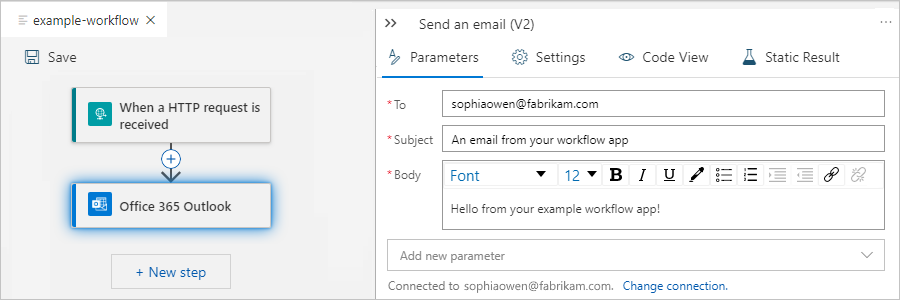 example-workflow
Save
When a HTTP request is
received
Office 365 Outlook
+ New step
Send an email (V2)
Parameters
Settings
Code View
Static Result
*To
sophiaowen@fabrikam.com
*Subject
An email from your workflow app
*Body
Font 12 B I U
Hello from your example workflow app!
Add new parameter
Connected to sophiaowen@fabrikam.com. Change connection.